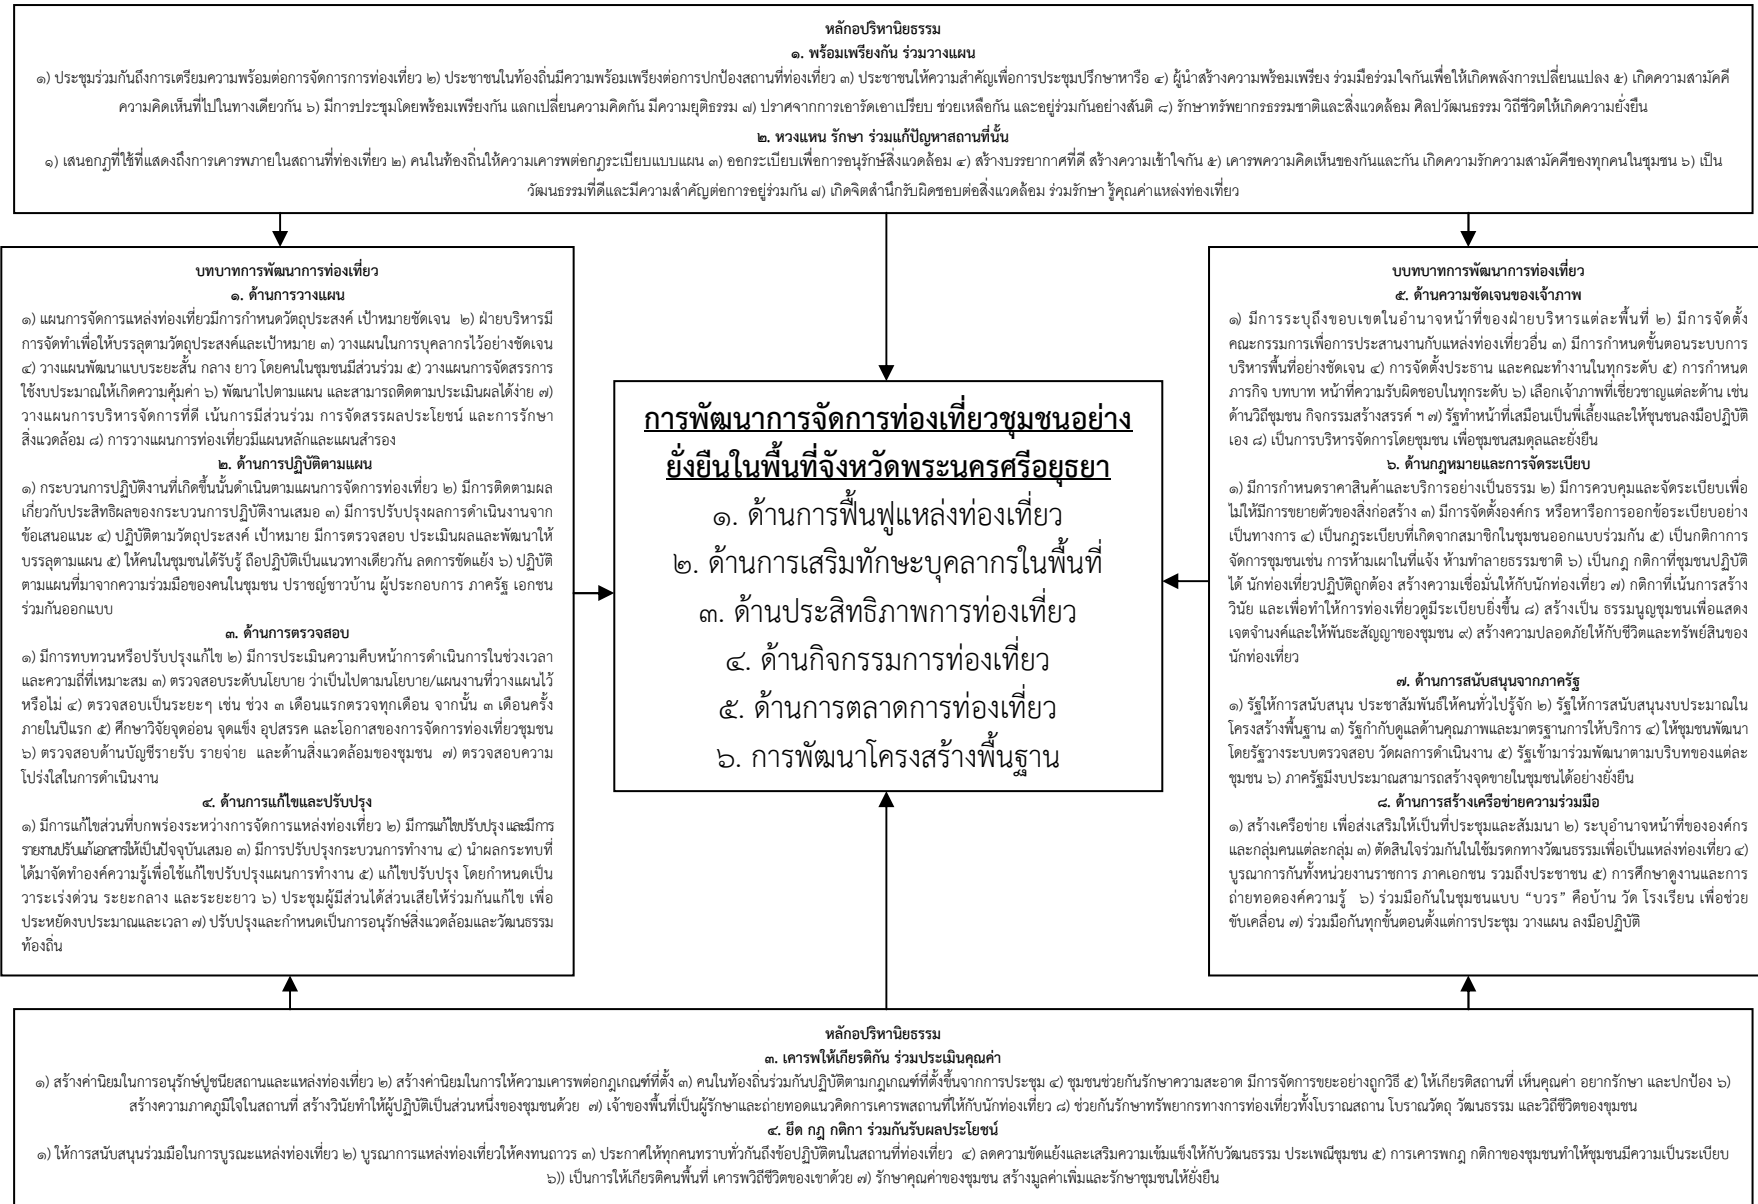 หลักอปริหานิยธรรม
๑. พร้อมเพรียงกัน ร่วมวางแผน
๑) ประชุมร่วมกันถึงการเตรียมความพร้อมต่อการจัดการการท่องเที่ยว ๒) ประชาชนในท้องถิ่นมีความพร้อมเพรียงต่อการปกป้องสถานที่ท่องเที่ยว ๓) ประชาชนให้ความสำคัญเพื่อการประชุมปรึกษาหารือ ๔) ผู้นำสร้างความพร้อมเพรียง ร่วมมือร่วมใจกันเพื่อให้เกิดพลังการเปลี่ยนแปลง ๕) เกิดความสามัคคี
ความคิดเห็นที่ไปในทางเดียวกัน ๖) มีการประชุมโดยพร้อมเพรียงกัน แลกเปลี่ยนความคิดกัน มีความยุติธรรม ๗) ปราศจากการเอารัดเอาเปรียบ ช่วยเหลือกัน และอยู่ร่วมกันอย่างสันติ ๘) รักษาทรัพยากรธรรมชาติและสิ่งแวดล้อม ศิลปวัฒนธรรม วิถีชีวิตให้เกิดความยั่งยืน
๒. หวงแหน รักษา ร่วมแก้ปัญหาสถานที่นั้น
๑) เสนอกฎที่ใช้ที่แสดงถึงการเคารพภายในสถานที่ท่องเที่ยว ๒) คนในท้องถิ่นให้ความเคารพต่อกฎระเบียบแบบแผน ๓) ออกระเบียบเพื่อการอนุรักษ์สิ่งแวดล้อม ๔) สร้างบรรยากาศที่ดี สร้างความเข้าใจกัน ๕) เคารพความคิดเห็นของกันและกัน เกิดความรักความสามัคคีของทุกคนในชุมชน ๖) เป็น
วัฒนธรรมที่ดีและมีความสำคัญต่อการอยู่ร่วมกัน ๗) เกิดจิตสำนึกรับผิดชอบต่อสิ่งแวดล้อม ร่วมรักษา รู้คุณค่าแหล่งท่องเที่ยว
บทบาทการพัฒนาการท่องเที่ยว
๑. ด้านการวางแผน
๑) แผนการจัดการแหล่งท่องเที่ยวมีการกำหนดวัตถุประสงค์ เป้าหมายชัดเจน ๒) ฝ่ายบริหารมี
การจัดทำเพื่อให้บรรลุตามวัตถุประสงค์และเป้าหมาย ๓) วางแผนในการบุคลากรไว้อย่างชัดเจน
๔) วางแผนพัฒนาแบบระยะสั้น กลาง ยาว โดยคนในชุมชนมีส่วนร่วม ๕) วางแผนการจัดสรรการ
ใช้งบประมาณให้เกิดความคุ้มค่า ๖) พัฒนาไปตามแผน และสามารถติดตามประเมินผลได้ง่าย ๗)
วางแผนการบริหารจัดการที่ดี เน้นการมีส่วนร่วม การจัดสรรผลประโยชน์ และการรักษา
สิ่งแวดล้อม ๘) การวางแผนการท่องเที่ยวมีแผนหลักและแผนสำรอง
๒. ด้านการปฏิบัติตามแผน
๑) กระบวนการปฏิบัติงานที่เกิดขึ้นนั้นดำเนินตามแผนการจัดการท่องเที่ยว ๒) มีการติดตามผล
เกี่ยวกับประสิทธิผลของกระบวนการปฏิบัติงานเสมอ ๓) มีการปรับปรุงผลการดำเนินงานจาก
ข้อเสนอแนะ ๔) ปฏิบัติตามวัตถุประสงค์ เป้าหมาย มีการตรวจสอบ ประเมินผลและพัฒนาให้
บรรลุตามแผน ๕) ให้คนในชุมชนได้รับรู้ ถือปฏิบัติเป็นแนวทางเดียวกัน ลดการขัดแย้ง ๖) ปฏิบัติ
ตามแผนที่มาจากความร่วมมือของคนในชุมชน ปราชญ์ชาวบ้าน ผู้ประกอบการ ภาครัฐ เอกชน
ร่วมกันออกแบบ
๓. ด้านการตรวจสอบ
๑) มีการทบทวนหรือปรับปรุงแก้ไข ๒) มีการประเมินความคืบหน้าการดำเนินการในช่วงเวลา
และความถี่ที่เหมาะสม ๓) ตรวจสอบระดับนโยบาย ว่าเป็นไปตามนโยบาย/แผนงานที่วางแผนไว้
หรือไม่ ๔) ตรวจสอบเป็นระยะๆ เช่น ช่วง ๓ เดือนแรกตรวจทุกเดือน จากนั้น ๓ เดือนครั้ง
ภายในปีแรก ๕) ศึกษาวิจัยจุดอ่อน จุดแข็ง อุปสรรค และโอกาสของการจัดการท่องเที่ยวชุมชน
๖) ตรวจสอบด้านบัญชีรายรับ รายจ่าย และด้านสิ่งแวดล้อมของชุมชน ๗) ตรวจสอบความ
โปร่งใสในการดำเนินงาน
๔. ด้านการแก้ไขและปรับปรุง
๑) มีการแก้ไขส่วนที่บกพร่องระหว่างการจัดการแหล่งท่องเที่ยว ๒) มีการแก้ไขปรับปรุง และมีการ
รายงานปรับแก้เอกสารให้เป็นปัจจุบันเสมอ ๓) มีการปรับปรุงกระบวนการทำงาน ๔) นำผลกระทบที่
ได้มาจัดทำองค์ความรู้เพื่อใช้แก้ไขปรับปรุงแผนการทำงาน ๕) แก้ไขปรับปรุง โดยกำหนดเป็น
วาระเร่งด่วน ระยะกลาง และระยะยาว ๖) ประชุมผู้มีส่วนได้ส่วนเสียให้ร่วมกันแก้ไข เพื่อ
ประหยัดงบประมาณและเวลา ๗) ปรับปรุงและกำหนดเป็นการอนุรักษ์สิ่งแวดล้อมและวัฒนธรรม
ท้องถิ่น
การพัฒนาการจัดการท่องเที่ยวชุมชนอย่าง
ยั่งยืนในพื้นที่จังหวัดพระนครศรีอยุธยา
๑. ด้านการฟื้นฟูแหล่งท่องเที่ยว
๒. ด้านการเสริมทักษะบุคลากรในพื้นที่
๓. ด้านประสิทธิภาพการท่องเที่ยว
๔. ด้านกิจกรรมการท่องเที่ยว
๕. ด้านการตลาดการท่องเที่ยว
๖. การพัฒนาโครงสร้างพื้นฐาน
บบทบาทการพัฒนาการท่องเที่ยว
๕. ด้านความชัดเจนของเจ้าภาพ
๑) มีการระบุถึงขอบเขตในอำนาจหน้าที่ของฝ่ายบริหารแต่ละพื้นที่ ๒) มีการจัดตั้ง
คณะกรรมการเพื่อการประสานงานกับแหล่งท่องเที่ยวอื่น ๓) มีการกำหนดขั้นตอนระบบการ
บริหารพื้นที่อย่างชัดเจน ๔) การจัดตั้งประธาน และคณะทำงานในทุกระดับ ๕) การกำหนด
ภารกิจ บทบาท หน้าที่ความรับผิดชอบในทุกระดับ ๖) เลือกเจ้าภาพที่เชี่ยวชาญแต่ละด้าน เช่น
ด้านวิถีชุมชน กิจกรรมสร้างสรรค์ ฯ ๗) รัฐทำหน้าที่เสมือนเป็นพี่เลี้ยงและให้ชุนชนลงมือปฏิบัติ
เอง ๘) เป็นการบริหารจัดการโดยชุมชน เพื่อชุมชนสมดุลและยั่งยืน
๖. ด้านกฎหมายและการจัดระเบียบ
๑) มีการกำหนดราคาสินค้าและบริการอย่างเป็นธรรม ๒) มีการควบคุมและจัดระเบียบเพื่อ
ไม่ให้มีการขยายตัวของสิ่งก่อสร้าง ๓) มีการจัดตั้งองค์กร หรือหารือการออกข้อระเบียบอย่าง
เป็นทางการ ๔) เป็นกฎระเบียบที่เกิดจากสมาชิกในชุมชนออกแบบร่วมกัน ๕) เป็นกติกาการ
จัดการชุมชนเช่น การห้ามเผาในที่แจ้ง ห้ามทำลายธรรมชาติ ๖) เป็นกฎ กติกาที่ชุมชนปฏิบัติ
ได้ นักท่องเที่ยวปฏิบัติถูกต้อง สร้างความเชื่อมั่นให้กับนักท่องเที่ยว ๗) กติกาที่เน้นการสร้าง
วินัย และเพื่อทำให้การท่องเที่ยวดูมีระเบียบยิ่งขึ้น ๘) สร้างเป็น ธรรมนูญชุมชนเพื่อแสดง
เจตจำนงค์และให้พันธะสัญญาของชุมชน ๙) สร้างความปลอดภัยให้กับชีวิตและทรัพย์สินของ
นักท่องเที่ยว
๗. ด้านการสนับสนุนจากภาครัฐ
๑) รัฐให้การสนับสนุน ประชาสัมพันธ์ให้คนทั่วไปรู้จัก ๒) รัฐให้การสนับสนุนงบประมาณใน
โครงสร้างพื้นฐาน ๓) รัฐกำกับดูแลด้านคุณภาพและมาตรฐานการให้บริการ ๔) ให้ชุมชนพัฒนา
โดยรัฐวางระบบตรวจสอบ วัดผลการดำเนินงาน ๕) รัฐเข้ามาร่วมพัฒนาตามบริบทของแต่ละ
ชุมชน ๖) ภาครัฐมีงบประมาณสามารถสร้างจุดขายในชุมชนได้อย่างยั่งยืน
๘. ด้านการสร้างเครือข่ายความร่วมมือ
๑) สร้างเครือข่าย เพื่อส่งเสริมให้เป็นที่ประชุมและสัมมนา ๒) ระบุอำนาจหน้าที่ขององค์กร
และกลุ่มคนแต่ละกลุ่ม ๓) ตัดสินใจร่วมกันในใช้มรดกทางวัฒนธรรมเพื่อเป็นแหล่งท่องเที่ยว ๔)
บูรณาการกันทั้งหน่วยงานราชการ ภาคเอกชน รวมถึงประชาชน ๕) การศึกษาดูงานและการ
ถ่ายทอดองค์ความรู้ ๖) ร่วมมือกันในชุมชนแบบ “บวร” คือบ้าน วัด โรงเรียน เพื่อช่วย
ขับเคลื่อน ๗) ร่วมมือกันทุกขั้นตอนตั้งแต่การประชุม วางแผน ลงมือปฏิบัติ
หลักอปริหานิยธรรม
๓. เคารพให้เกียรติกัน ร่วมประเมินคุณค่า
๑) สร้างค่านิยมในการอนุรักษ์ปูชนียสถานและแหล่งท่องเที่ยว ๒) สร้างค่านิยมในการให้ความเคารพต่อกฎเกณฑ์ที่ตั้ง ๓) คนในท้องถิ่นร่วมกันปฏิบัติตามกฎเกณฑ์ที่ตั้งขึ้นจากการประชุม ๔) ชุมชนช่วยกันรักษาความสะอาด มีการจัดการขยะอย่างถูกวิธี ๕) ให้เกียรติสถานที่ เห็นคุณค่า อยากรักษา และปกป้อง ๖)
สร้างความภาคภูมิใจในสถานที่ สร้างวินัยทำให้ผู้ปฏิบัติเป็นส่วนหนึ่งของชุมชนด้วย ๗) เจ้าของพื้นที่เป็นผู้รักษาและถ่ายทอดแนวคิดการเคารพสถานที่ให้กับนักท่องเที่ยว ๘) ช่วยกันรักษาทรัพยากรทางการท่องเที่ยวทั้งโบราณสถาน โบราณวัตถุ วัฒนธรรม และวิถีชีวิตของชุมชน
๔. ยึด กฎ กติกา ร่วมกันรับผลประโยชน์
๑) ให้การสนับสนุนร่วมมือในการบูรณะแหล่งท่องเที่ยว ๒) บูรณาการแหล่งท่องเที่ยวให้คงทนถาวร ๓) ประกาศให้ทุกคนทราบทั่วกันถึงข้อปฏิบัติตนในสถานที่ท่องเที่ยว ๔) ลดความขัดแย้งและเสริมความเข้มแข็งให้กับวัฒนธรรม ประเพณีชุมชน ๕) การเคารพกฎ กติกาของชุมชนทำให้ชุมชนมีความเป็นระเบียบ
๖)) เป็นการให้เกียรติคนพื้นที่ เคารพวิถีชีวิตของเขาด้วย ๗) รักษาคุณค่าของชุมชน สร้างมูลค่าเพิ่มและรักษาชุมชนให้ยั่งยืน